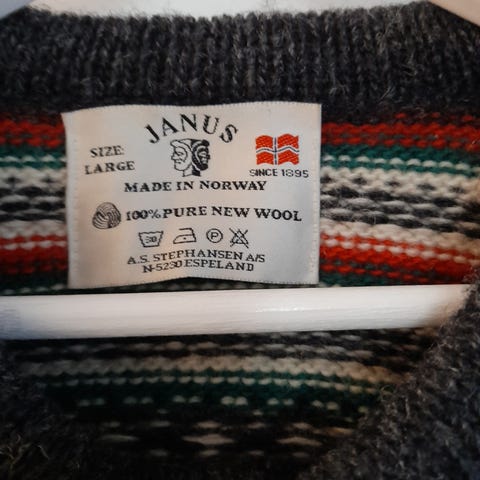 JANUS
SIZE:
LARGE
SINCE 1895
MADE IN NORWAY
100% PURE NEW WOOL
30 P
A.S. STEPHANSEN A/S
N-5230 ESPELAND